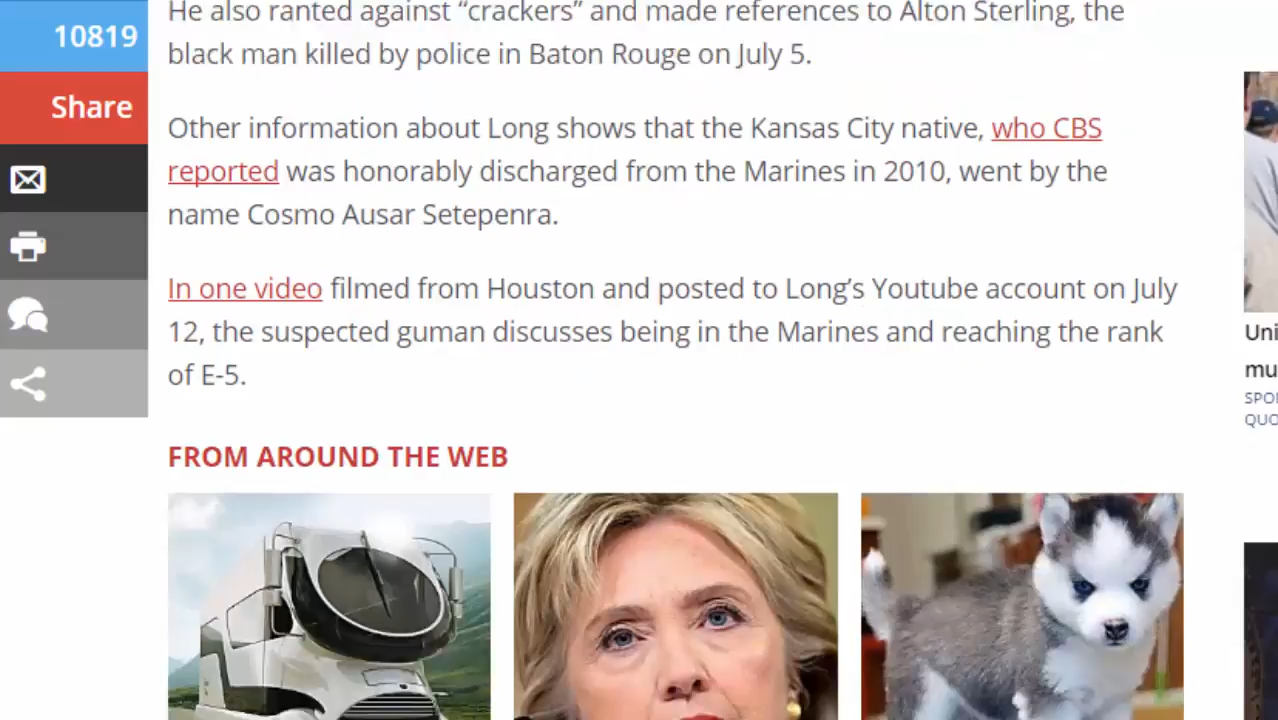 10819
Share
He also ranted against “crackers” and made references to Alton Sterling, the
black man killed by police in Baton Rouge on July 5.
Other information about Long shows that the Kansas City native, who CBS
reported was honorably discharged from the Marines in 2010, went by the
name Cosmo Ausar Setepenra.
In one video filmed from Houston and posted to Long’s Youtube account on July
12, the suspected guman discusses being in the Marines and reaching the rank
of E-5.
FROM AROUND THE WEB
Uni
mu
SPO
QUO